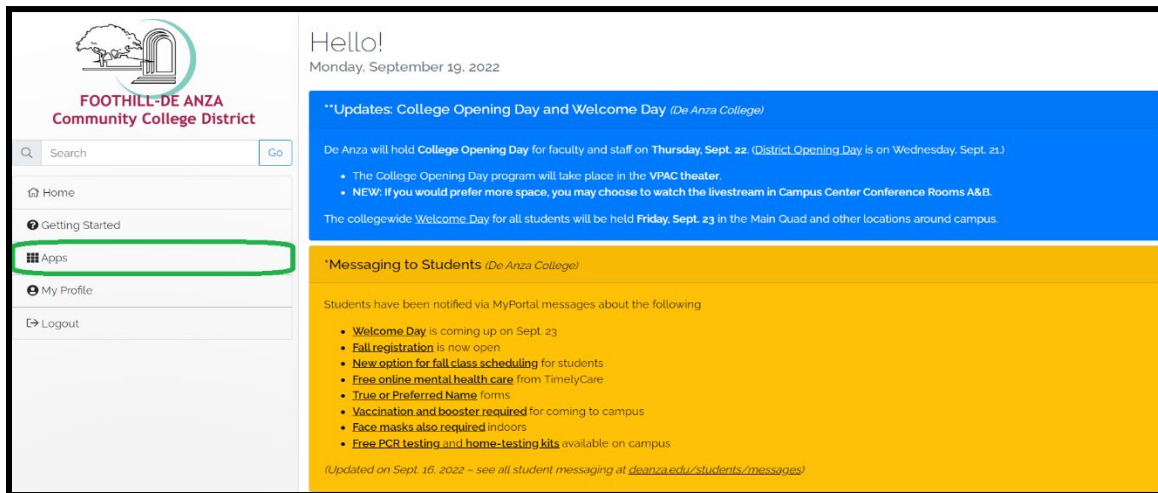 FOOTHILL-DE ANZA
Community College District
Search
Go
Home
Getting Started
Apps
My Profile
Logout
Hello!
Monday, September 19, 2022
**Updates: College Opening Day and Welcome Day (De Anza College)
De Anza will hold College Opening Day for faculty and staff on Thursday, Sept. 22. (District Opening Day is on Wednesday, Sept. 21.)
• The College Opening Day program will take place in the VPAC theater.
• NEW: If you would prefer more space, you may choose to watch the livestream in Campus Center Conference Rooms A&B.
The collegewide Welcome Day for all students will be held Friday, Sept. 23 in the Main Quad and other locations around campus.
*Messaging to Students (De Anza College)
Students have been notified via MyPortal messages about the following
• Welcome Day is coming up on Sept. 23
• Fall registration is now open
• New option for fall class scheduling for students
• Free online mental health care from TimelyCare
• True or Preferred Name forms
• Vaccination and booster required for coming to campus
• Face masks also required indoors
• Free PCR testing and home-testing kits available on campus
(Updated on Sept. 16, 2022 – see all student messaging at deanza.edu/students/messages)